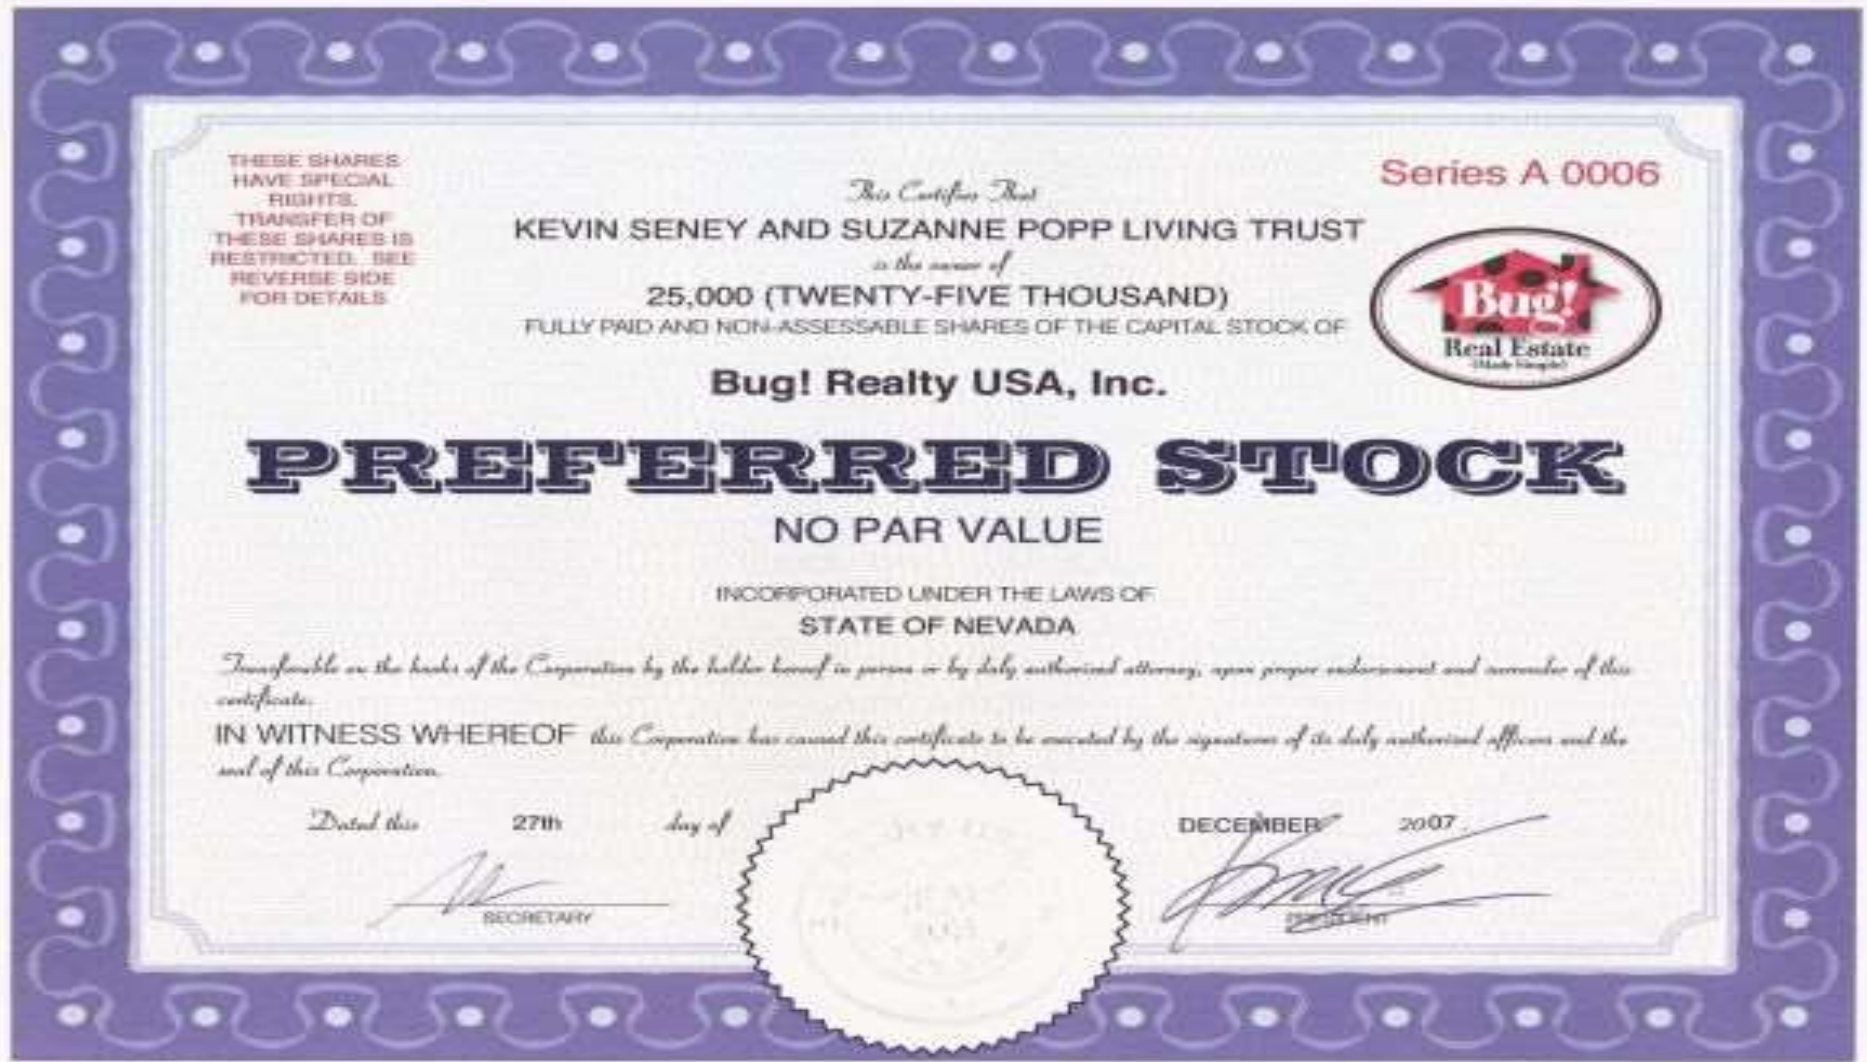 THESE SHARES
HAVE SPECIAL
RIGHTS.
TRANSFER OF
THESE SHARES IS
RESTRICTED. SEE
REVERSE SIDE
FOR DETAILS
Series A 0006
This Certifies That
KEVIN SENEY AND SUZANNE POPP LIVING TRUST
is the owner of
25,000 (TWENTY-FIVE THOUSAND)
FULLY PAID AND NON-ASSESSABLE SHARES OF THE CAPITAL STOCK OF
Bug!
Real Estate
(Made Simple)
Bug! Realty USA, Inc.
PREFERRED STOCK
NO PAR VALUE
INCORPORATED UNDER THE LAWS OF
STATE OF NEVADA
Transferable on the books of the Corporation by the holder hereof in person or by duly authorized attorney, upon proper endorsement and surrender of this
certificate.
IN WITNESS WHEREOF this Corporation has caused this certificate to be executed by the signatures of its duly authorized officers and the
seal of this Corporation.
Dated this 27th day of DECEMBER 2007.
SECRETARY
PRESIDENT